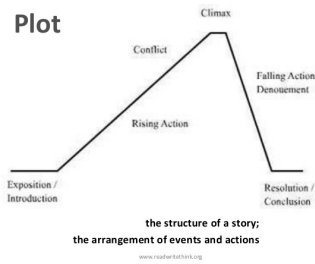 Plot
Climax
Conflict
Falling Action
Denouement
Rising Action
Exposition /
Introduction
Resolution /
Conclusion
the structure of a story;
the arrangement of events and actions
www.readwritethink.org